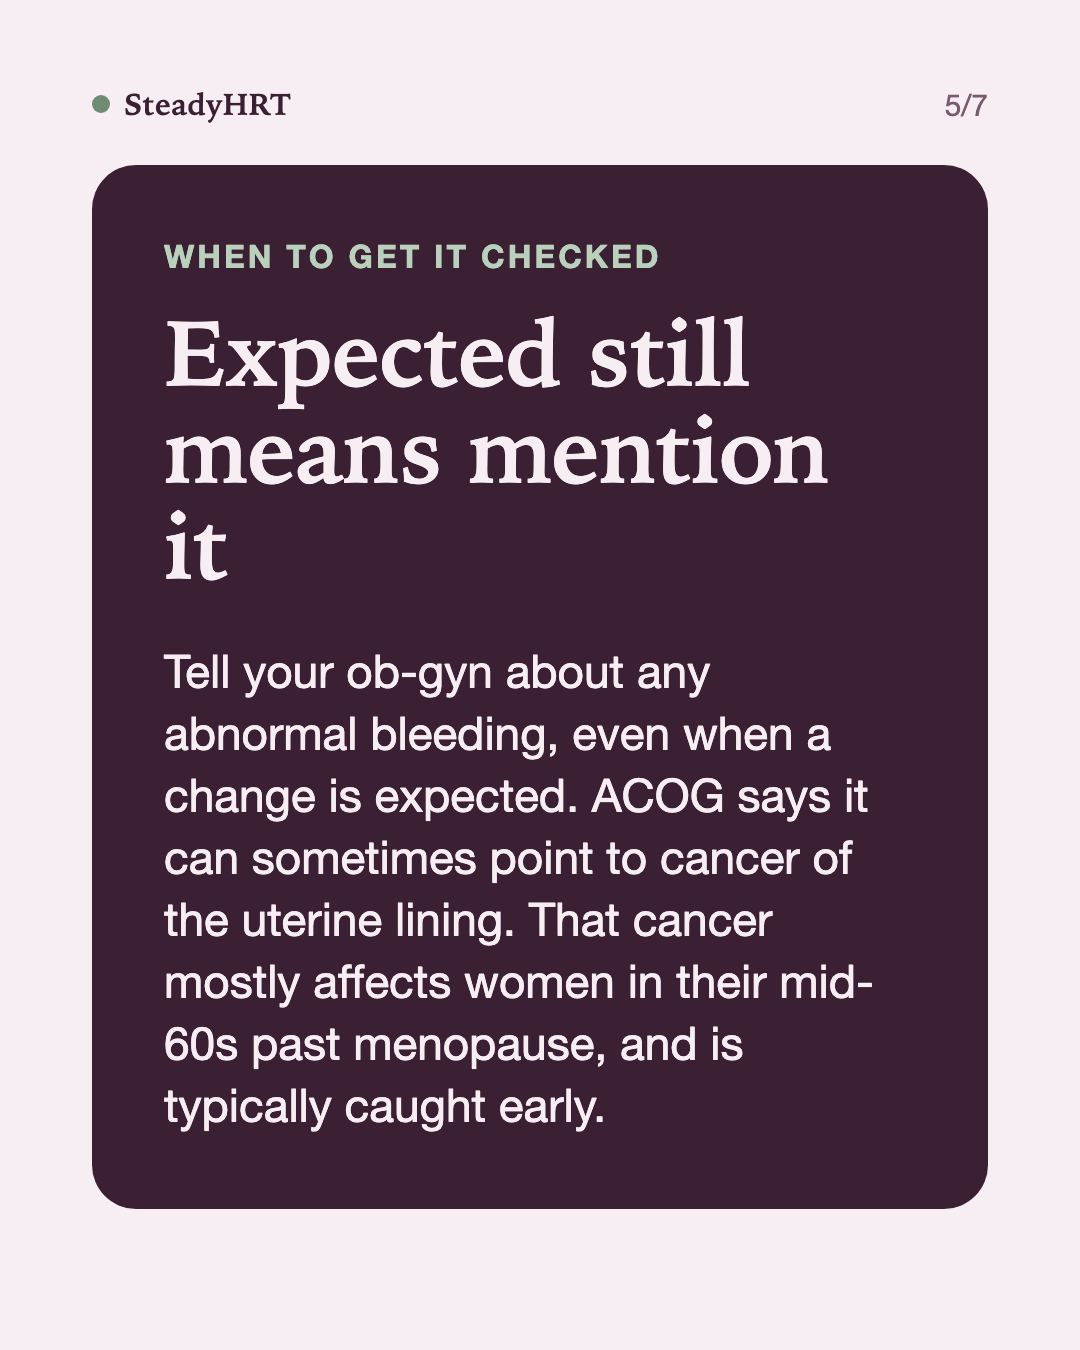 SteadyHRT
5/7
WHEN TO GET IT CHECKED
Expected still
means mention
it
Tell your ob-gyn about any
abnormal bleeding, even when a
change is expected. ACOG says it
can sometimes point to cancer of
the uterine lining. That cancer
mostly affects women in their mid-
60s past menopause, and is
typically caught early.